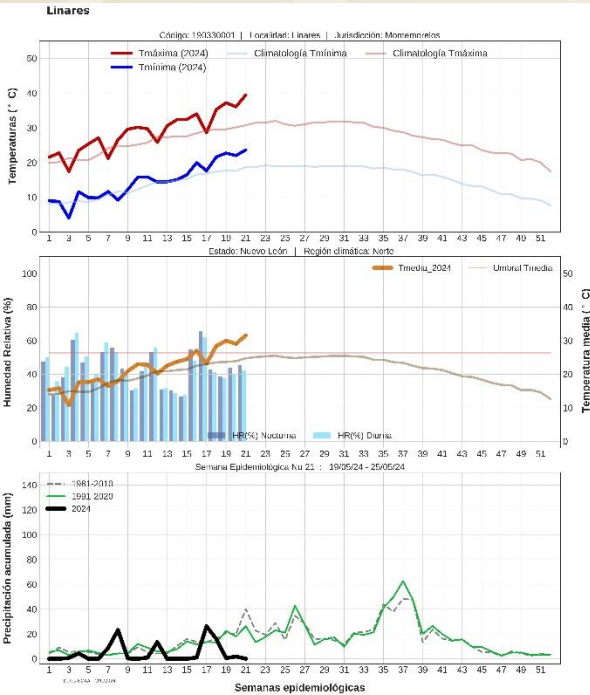 Linares
Código: 190330001 | Localidad: Linares | Jurisdicción: Montemorelos
Tmáxima (2024)
Climatología Tmínima
Climatología Tmáxima
Tmínima (2024)
Temperaturas (° C)
50
40
30
20
10
0
1 3 5 7 9 11 13 15 17 19 21 23 25 27 29 31 33 35 37 39 41 43 45 47 49 51
Estado: Nuevo León | Región climática: Norte
Tmedia_2024
Umbral Tmedia
Humedad Relativa (%)
100
80
60
40
20
0
Temperatura media (° C)
50
40
30
20
10
0
HR(%) Nocturna
HR(%) Diurna
1 3 5 7 9 11 13 15 17 19 21 23 25 27 29 31 33 35 37 39 41 43 45 47 49 51
Semana Epidemiológica No 21 : 19/05/24 - 25/05/24
1981-2010
1991-2020
2024
Precipitación acumulada (mm)
140
120
100
80
60
40
20
0
1 3 5 7 9 11 13 15 17 19 21 23 25 27 29 31 33 35 37 39 41 43 45 47 49 51
Semanas epidemiológicas